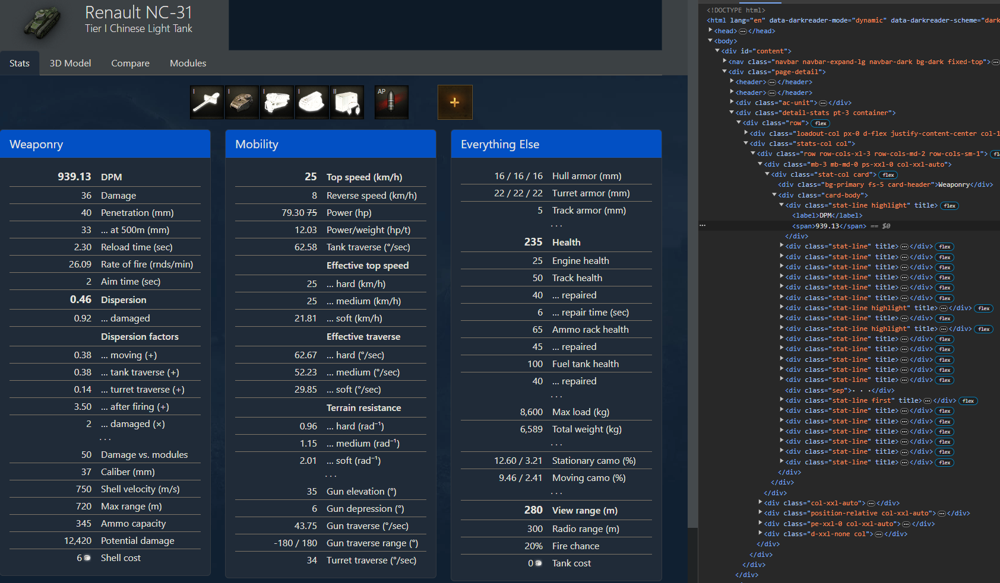 Renault NC-31
Tier I Chinese Light Tank
Stats 3D Model Compare Modules
I I I I II AP +
Weaponry
939.13 DPM
36 Damage
40 Penetration (mm)
33 ... at 500m (mm)
2.30 Reload time (sec)
26.09 Rate of fire (rnds/min)
2 Aim time (sec)
0.46 Dispersion
0.92 ... damaged
Dispersion factors
0.38 ... moving (+)
0.38 ... tank traverse (+)
0.14 ... turret traverse (+)
3.50 ... after firing (+)
2 ... damaged (×)
. . .
50 Damage vs. modules
37 Caliber (mm)
750 Shell velocity (m/s)
720 Max range (m)
345 Ammo capacity
12,420 Potential damage
6 Shell cost
Mobility
25 Top speed (km/h)
8 Reverse speed (km/h)
79.30 75 Power (hp)
12.03 Power/weight (hp/t)
62.58 Tank traverse (°/sec)
Effective top speed
25 ... hard (km/h)
25 ... medium (km/h)
21.81 ... soft (km/h)
Effective traverse
62.67 ... hard (°/sec)
52.23 ... medium (°/sec)
29.85 ... soft (°/sec)
Terrain resistance
0.96 ... hard (rad⁻¹)
1.15 ... medium (rad⁻¹)
2.01 ... soft (rad⁻¹)
. . .
35 Gun elevation (°)
6 Gun depression (°)
43.75 Gun traverse (°/sec)
-180 / 180 Gun traverse range (°)
34 Turret traverse (°/sec)
Everything Else
16 / 16 / 16 Hull armor (mm)
22 / 22 / 22 Turret armor (mm)
5 Track armor (mm)
. . .
235 Health
25 Engine health
50 Track health
40 ... repaired
6 ... repair time (sec)
65 Ammo rack health
45 ... repaired
100 Fuel tank health
40 ... repaired
. . .
8,600 Max load (kg)
6,589 Total weight (kg)
. . .
12.60 / 3.21 Stationary camo (%)
9.46 / 2.41 Moving camo (%)
. . .
280 View range (m)
300 Radio range (m)
20% Fire chance
0 Tank cost
<!DOCTYPE html>
<html lang="en" data-darkreader-mode="dynamic" data-darkreader-scheme="dark
<head> ... </head>
<body>
<div id="content">
<nav class="navbar navbar-expand-lg navbar-dark bg-dark fixed-top"> ...
<div class="page-detail">
<header> ... </header>
<header> ... </header>
<div class="ac-unit"> ... </div>
<div class="detail-stats pt-3 container">
<div class="row"> flex
<div class="loadout-col px-0 d-flex justify-content-center col-1
<div class="stats-col col">
<div class="row row-cols-xl-3 row-cols-md-2 row-cols-sm-1"> fl
<div class="mb-3 mb-md-0 ps-xxl-0 col-xxl-auto">
<div class="stat-col card"> flex
<div class="bg-primary fs-5 card-header">Weaponry</div>
<div class="card-body">
<div class="stat-line highlight" title> flex
<label>DPM</label>
... <span>939.13</span> == $0
</div>
<div class="stat-line" title> ... </div> flex
<div class="stat-line" title> ... </div> flex
<div class="stat-line" title> ... </div> flex
<div class="stat-line" title> ... </div> flex
<div class="stat-line" title> ... </div> flex
<div class="stat-line" title> ... </div> flex
<div class="stat-line highlight" title> ... </div> flex
<div class="stat-line" title> ... </div> flex
<div class="stat-line highlight" title> ... </div> flex
<div class="stat-line" title> ... </div> flex
<div class="stat-line" title> ... </div> flex
<div class="stat-line" title> ... </div> flex
<div class="stat-line" title> ... </div> flex
<div class="stat-line" title> ... </div> flex
<div class="sep">· · ·</div>
<div class="stat-line first" title> ... </div> flex
<div class="stat-line" title> ... </div> flex
<div class="stat-line" title> ... </div> flex
<div class="stat-line" title> ... </div> flex
<div class="stat-line" title> ... </div> flex
<div class="stat-line" title> ... </div> flex
<div class="stat-line" title> ... </div> flex
</div>
</div>
</div>
<div class="col-xxl-auto"> ... </div>
<div class="position-relative col-xxl-auto"> ... </div>
<div class="pe-xxl-0 col-xxl-auto"> ... </div>
<div class="d-xxl-none col"> ... </div>
</div>
</div>
</div>
</div>